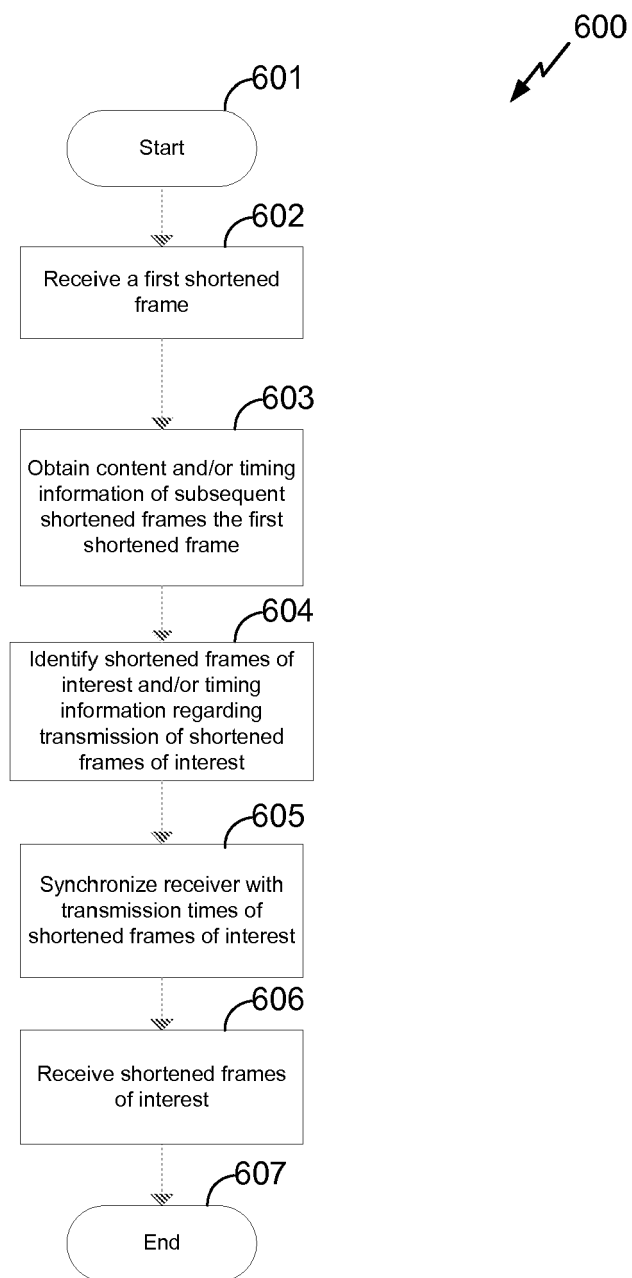 600
601
Start
602
Receive a first shortened
frame
603
Obtain content and/or timing
information of subsequent
shortened frames the first
shortened frame
604
Identify shortened frames of
interest and/or timing
information regarding
transmission of shortened
frames of interest
605
Synchronize receiver with
transmission times of
shortened frames of interest
606
Receive shortened frames
of interest
607
End